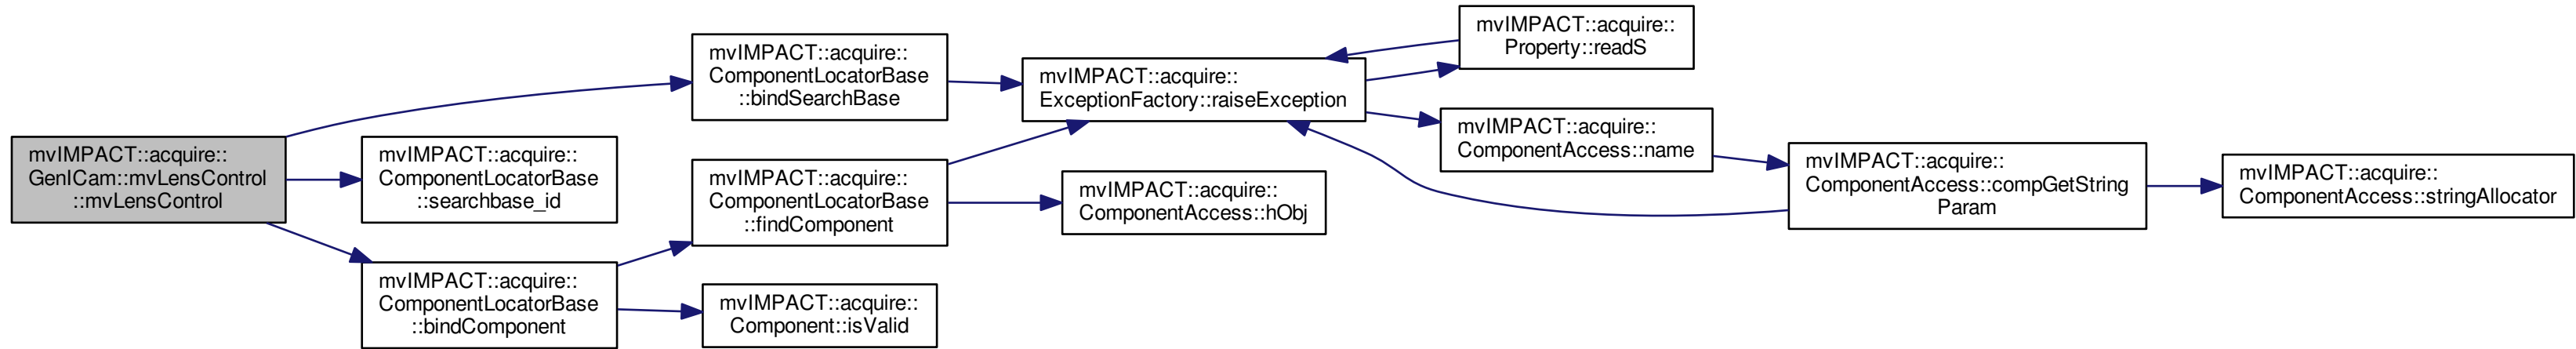 mvIMPACT::acquire::
GenICam::mvLensControl
::mvLensControl
mvIMPACT::acquire::
ComponentLocatorBase
::bindSearchBase
mvIMPACT::acquire::
ComponentLocatorBase
::searchbase_id
mvIMPACT::acquire::
ComponentLocatorBase
::bindComponent
mvIMPACT::acquire::
ComponentLocatorBase
::findComponent
mvIMPACT::acquire::
Component::isValid
mvIMPACT::acquire::
ExceptionFactory::raiseException
mvIMPACT::acquire::
ComponentAccess::hObj
mvIMPACT::acquire::
Property::readS
mvIMPACT::acquire::
ComponentAccess::name
mvIMPACT::acquire::
ComponentAccess::compGetString
Param
mvIMPACT::acquire::
ComponentAccess::stringAllocator